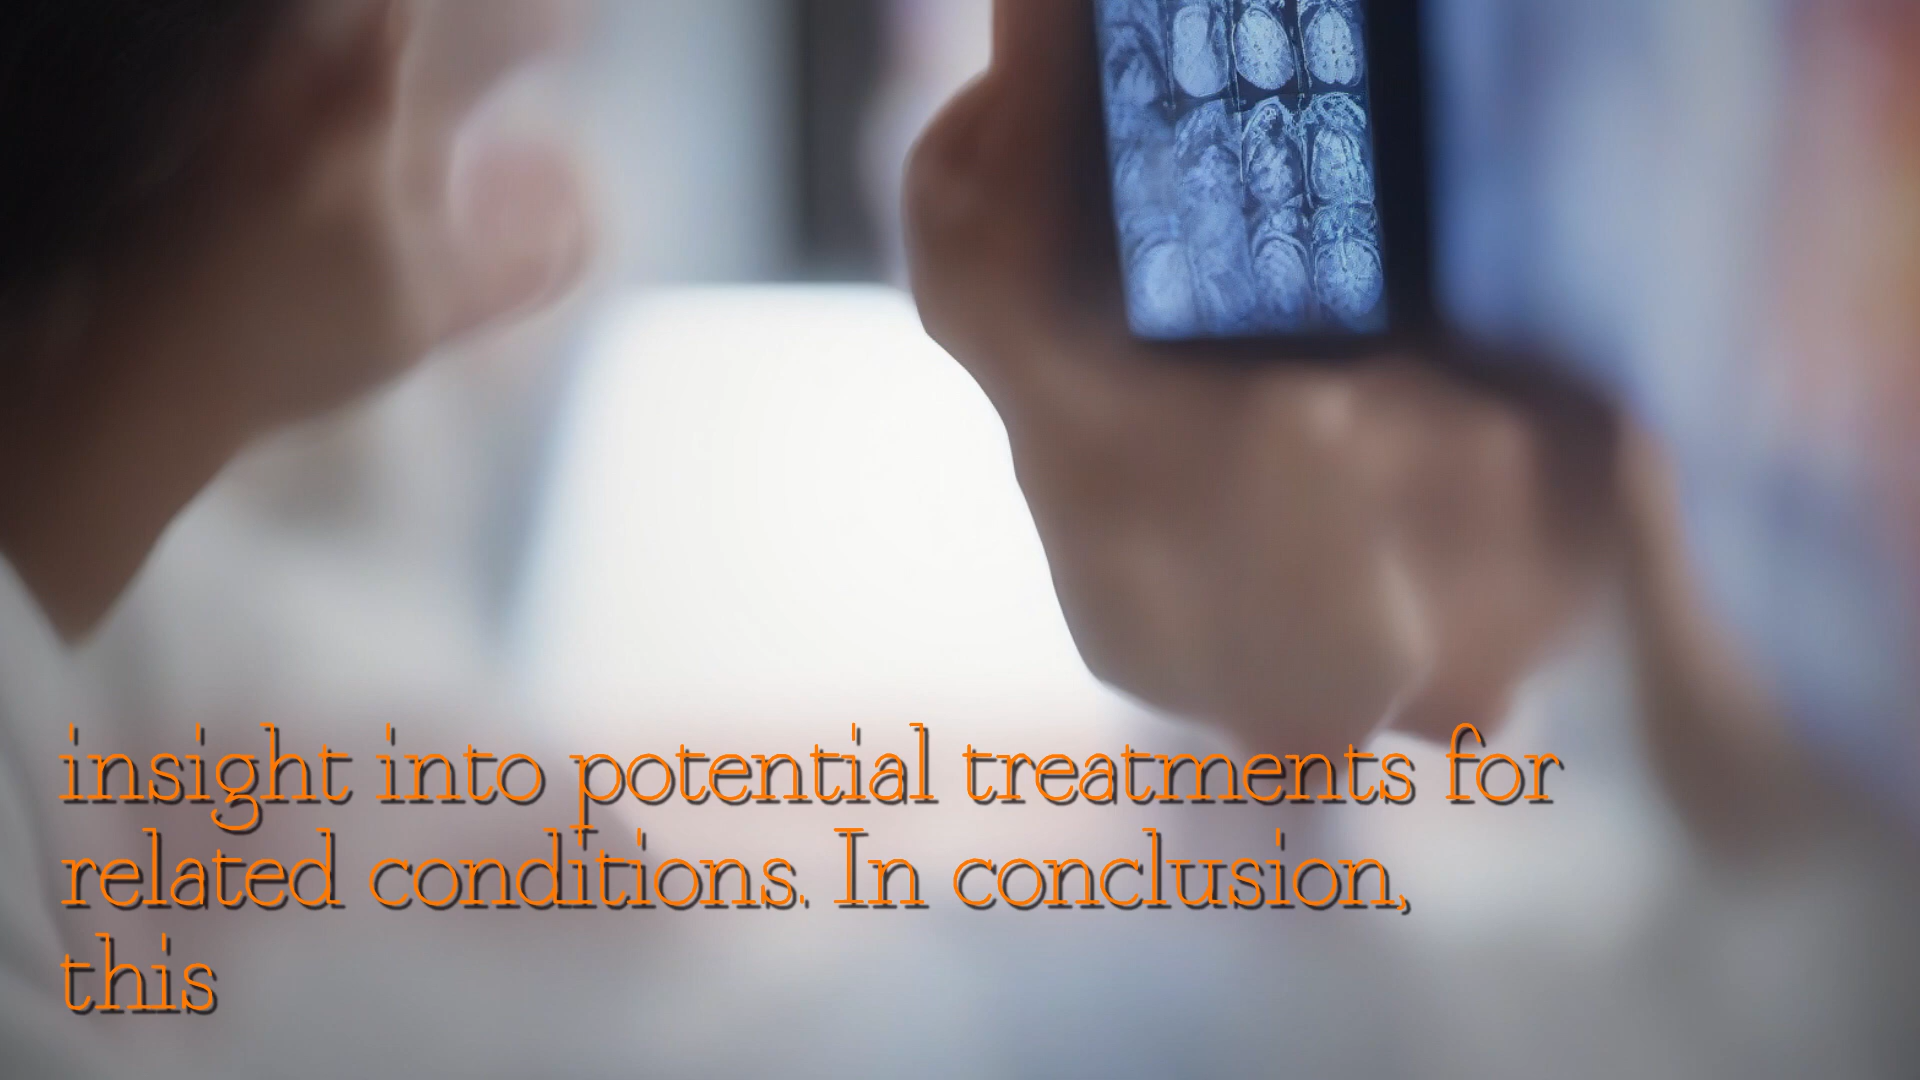 insight into potential treatments for
related conditions. In conclusion,
this